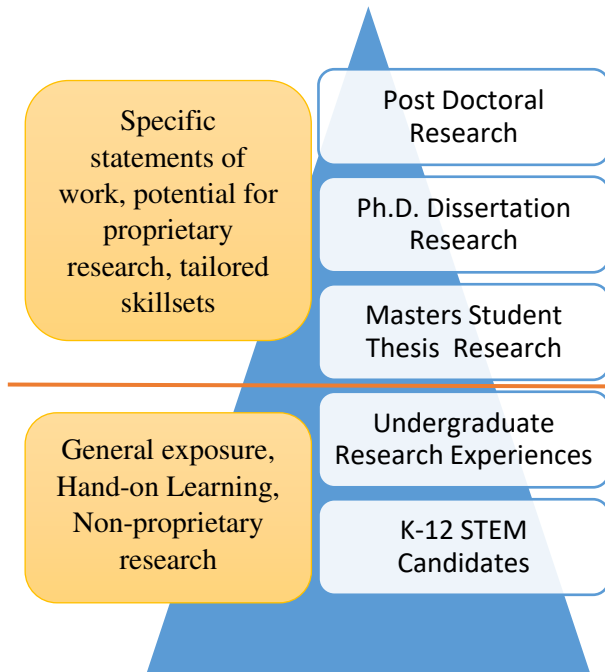 Specific
statements of
work, potential for
proprietary
research, tailored
skillsets
Post Doctoral
Research
Ph.D. Dissertation
Research
Masters Student
Thesis Research
General exposure,
Hand-on Learning,
Non-proprietary
research
Undergraduate
Research Experiences
K-12 STEM
Candidates